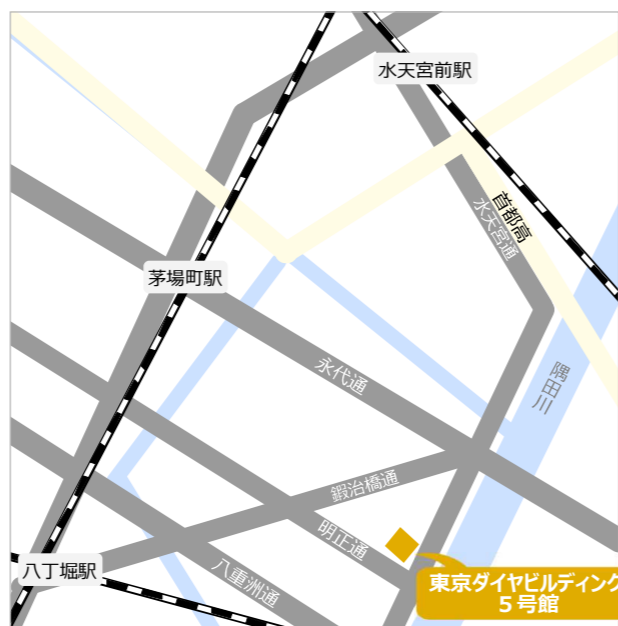 水天宮前駅
首都高
水天宮通
茅場町駅
永代通
隅田川
鍛治橋通
明正通
八丁堀駅
八重洲通
東京ダイヤビルディング
５号館